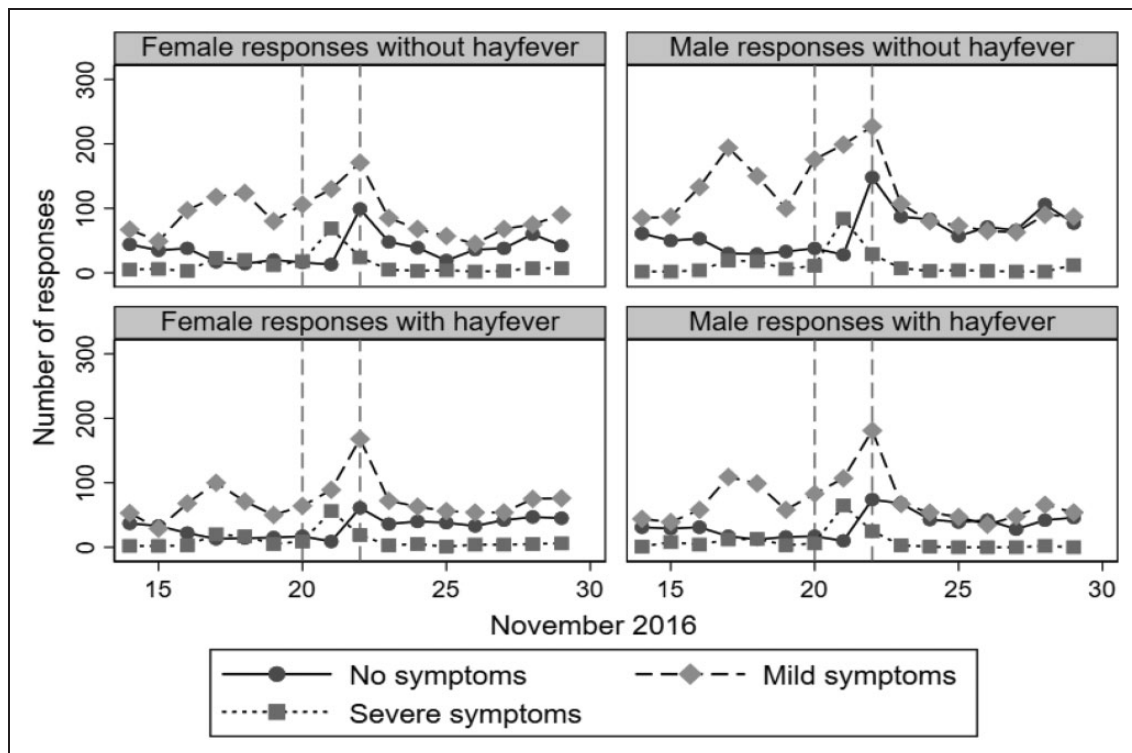 Female responses without hayfever
Male responses without hayfever
300
200
100
0
Female responses with hayfever
Male responses with hayfever
300
200
100
0
Number of responses
15 20 25 30 15 20 25 30
November 2016
No symptoms
Mild symptoms
Severe symptoms